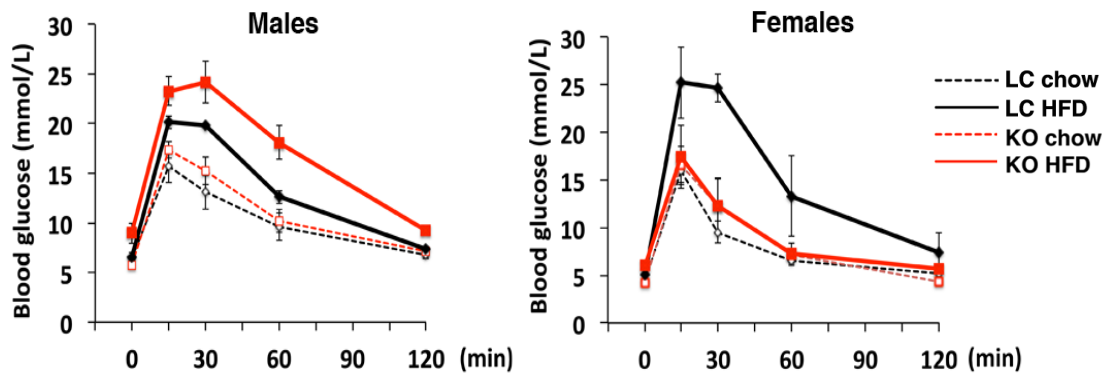 Males
Blood glucose (mmol/L)
30
25
20
15
10
5
0
0 30 60 90 120 (min)
Females
Blood glucose (mmol/L)
30
25
20
15
10
5
0
0 30 60 90 120 (min)
LC chow
LC HFD
KO chow
KO HFD